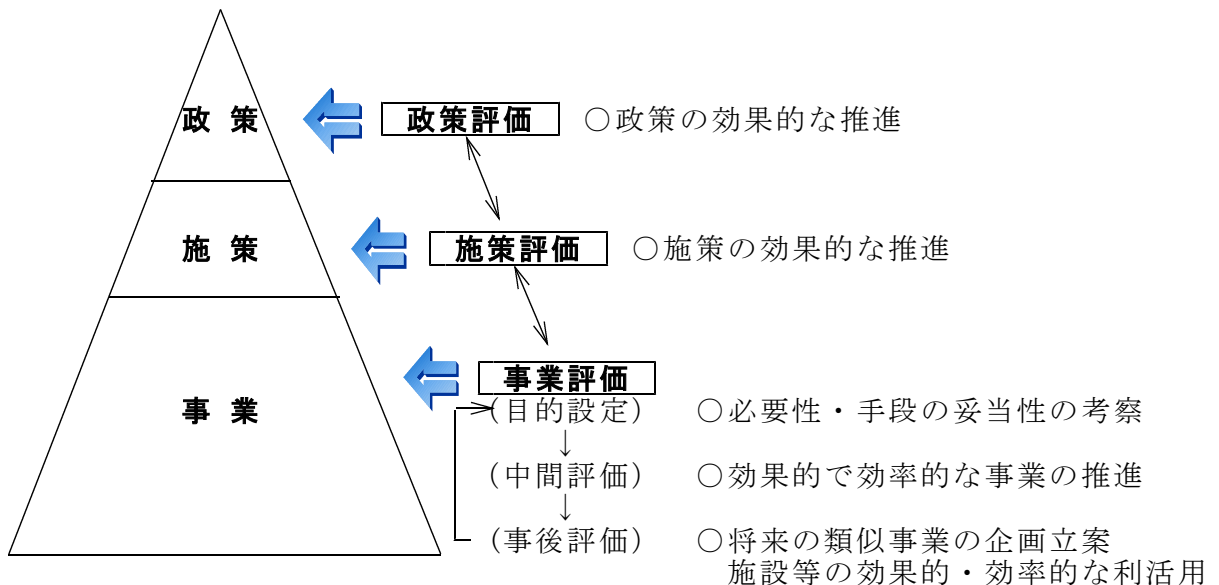 政 策
政策評価
○政策の効果的な推進
施 策
施策評価
○施策の効果的な推進
事 業
事業評価
(目的設定) ○必要性・手段の妥当性の考察
↓
(中間評価) ○効果的で効率的な事業の推進
↓
(事後評価) ○将来の類似事業の企画立案
施設等の効果的・効率的な利活用